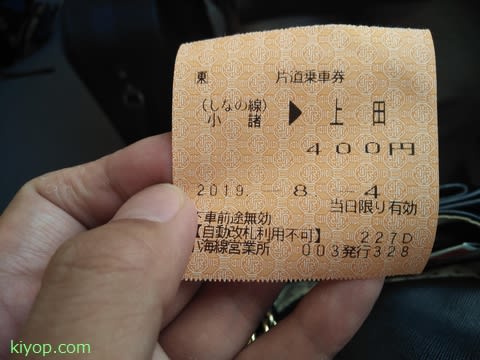 東 片道乗車券
(しなの線)
小 諸 ▶ 上 田
400円
2019.-8.-4
当日限り有効
下車前途無効
【自動改札利用不可】 227D
小海線営業所 003発行328
kiyop.com